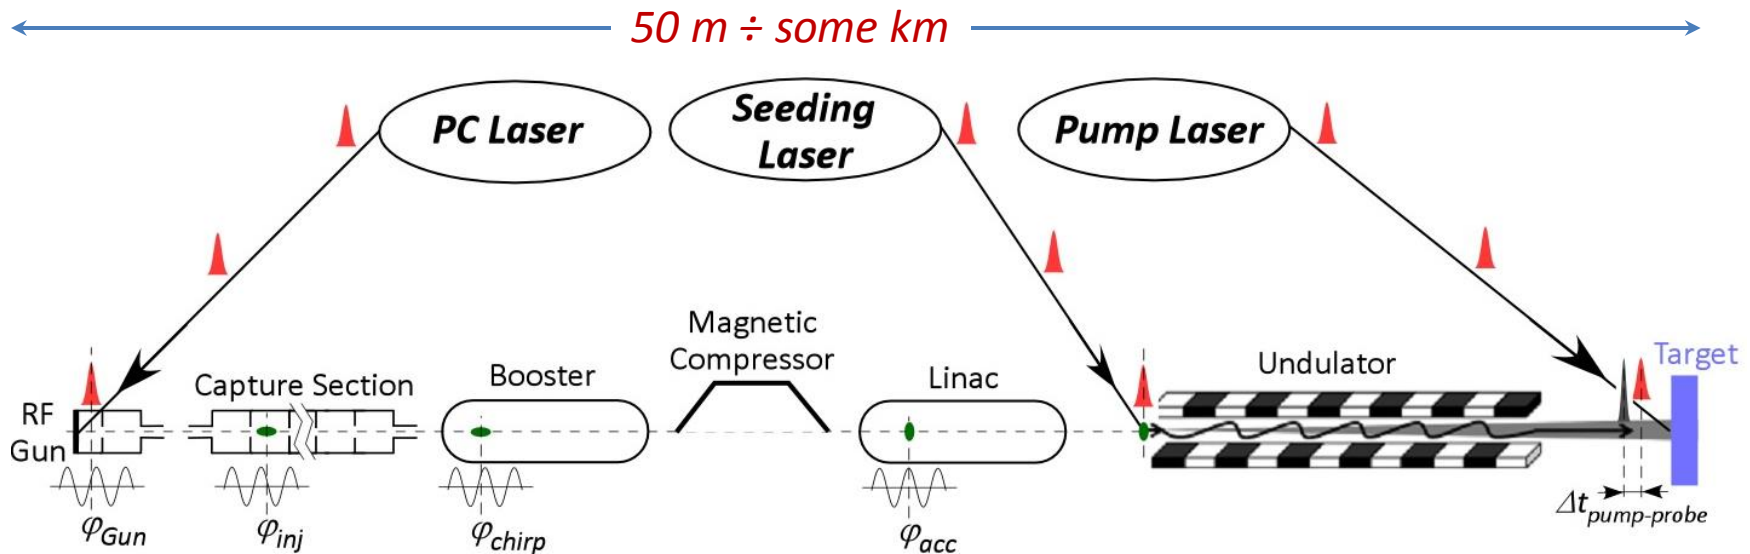 50 m ÷ some km
PC Laser
Seeding
Laser
Pump Laser
Magnetic
Compressor
Undulator
Target
Capture Section
Booster
Linac
RF
Gun
φGun
φinj
φchirp
φacc
Δtpump-probe